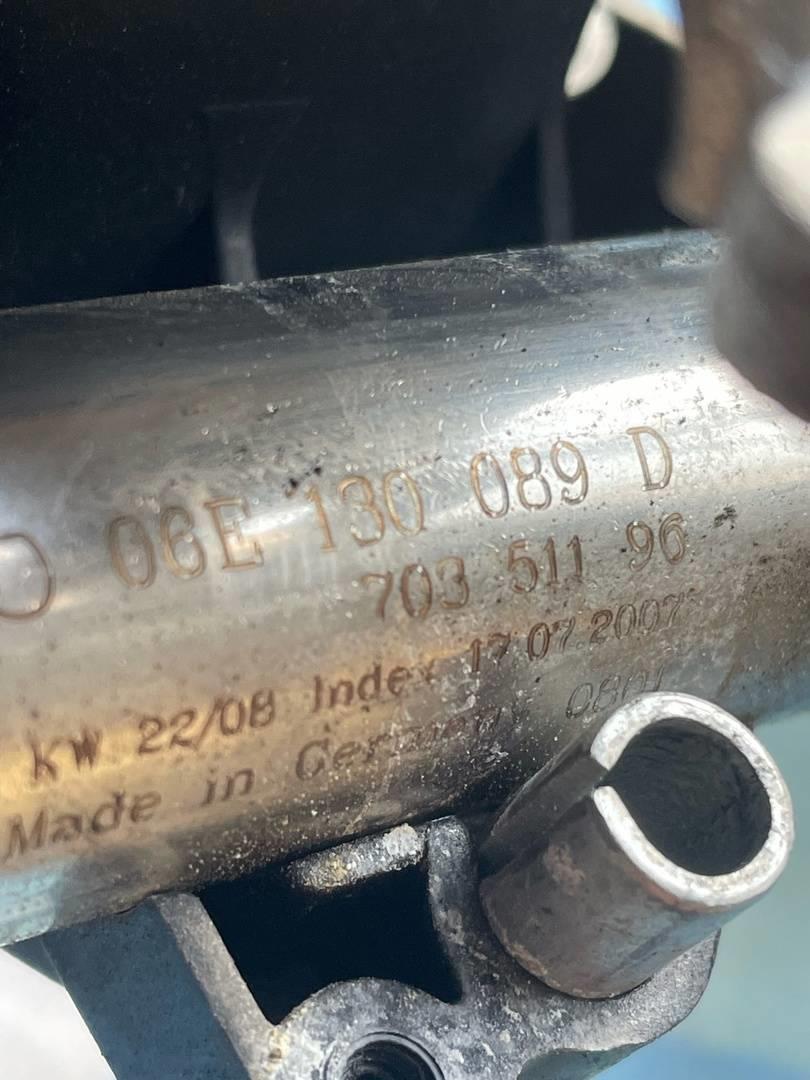 06E 130 089 D
703 511 96
KW 22/08 Index 17.07.2007
Made in Germany 0801